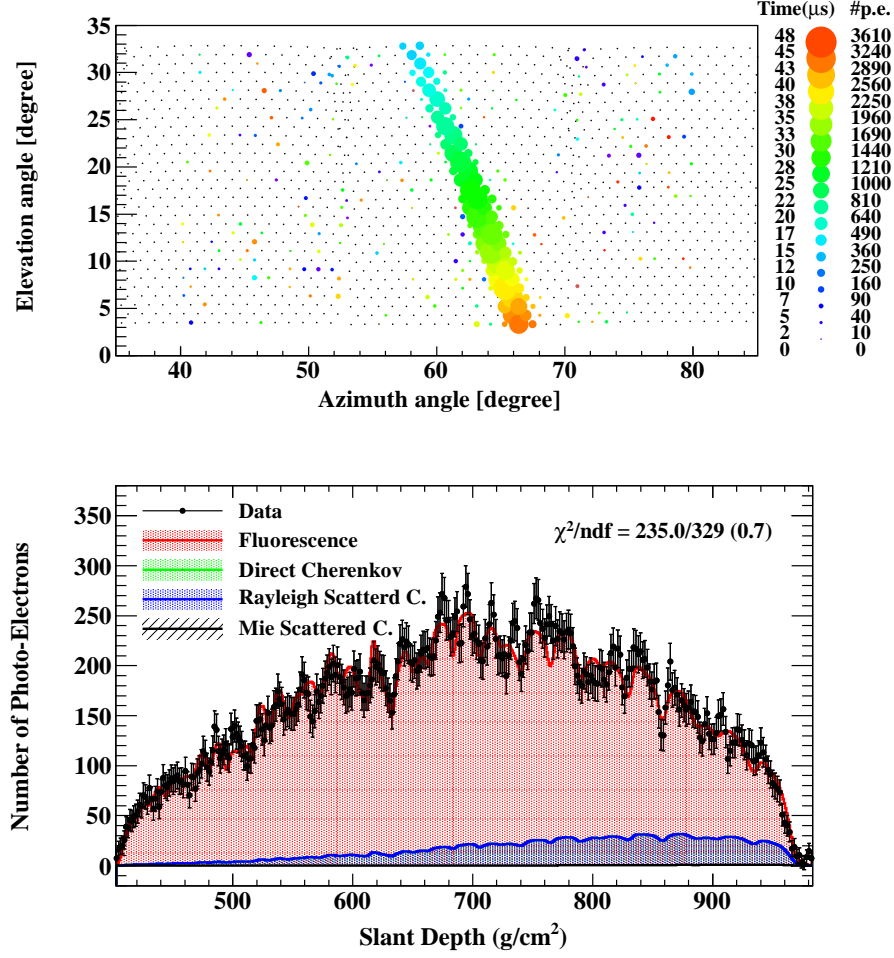 Time(μs) #p.e.
35
30
25
20
15
10
5
0
Elevation angle [degree]
40 50 60 70 80
Azimuth angle [degree]
48 3610
45 3240
43 2890
40 2560
38 2250
35 1960
33 1690
30 1440
28 1210
25 1000
22 810
20 640
17 490
15 360
12 250
10 160
7 90
5 40
2 10
0 0
350
300
250
200
150
100
50
0
Number of Photo-Electrons
Data
Fluorescence
Direct Cherenkov
Rayleigh Scatterd C.
Mie Scattered C.
χ²/ndf = 235.0/329 (0.7)
500 600 700 800 900
Slant Depth (g/cm²)